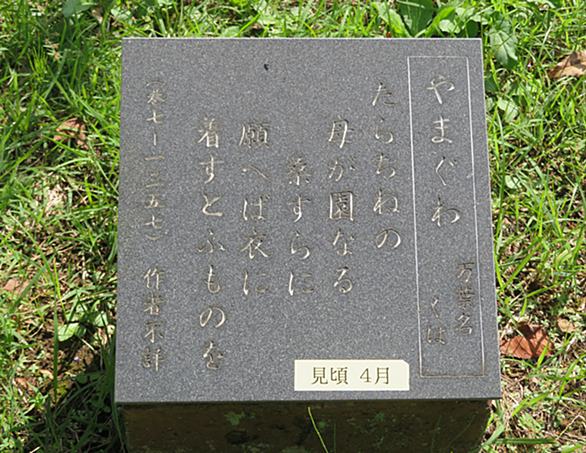 やまぐわ
万葉名 くは
たらちねの
母が園なる
桑すらに
願へば衣に
着すとふものを
(巻七ー一三五七) 作者不詳
見頃 4月